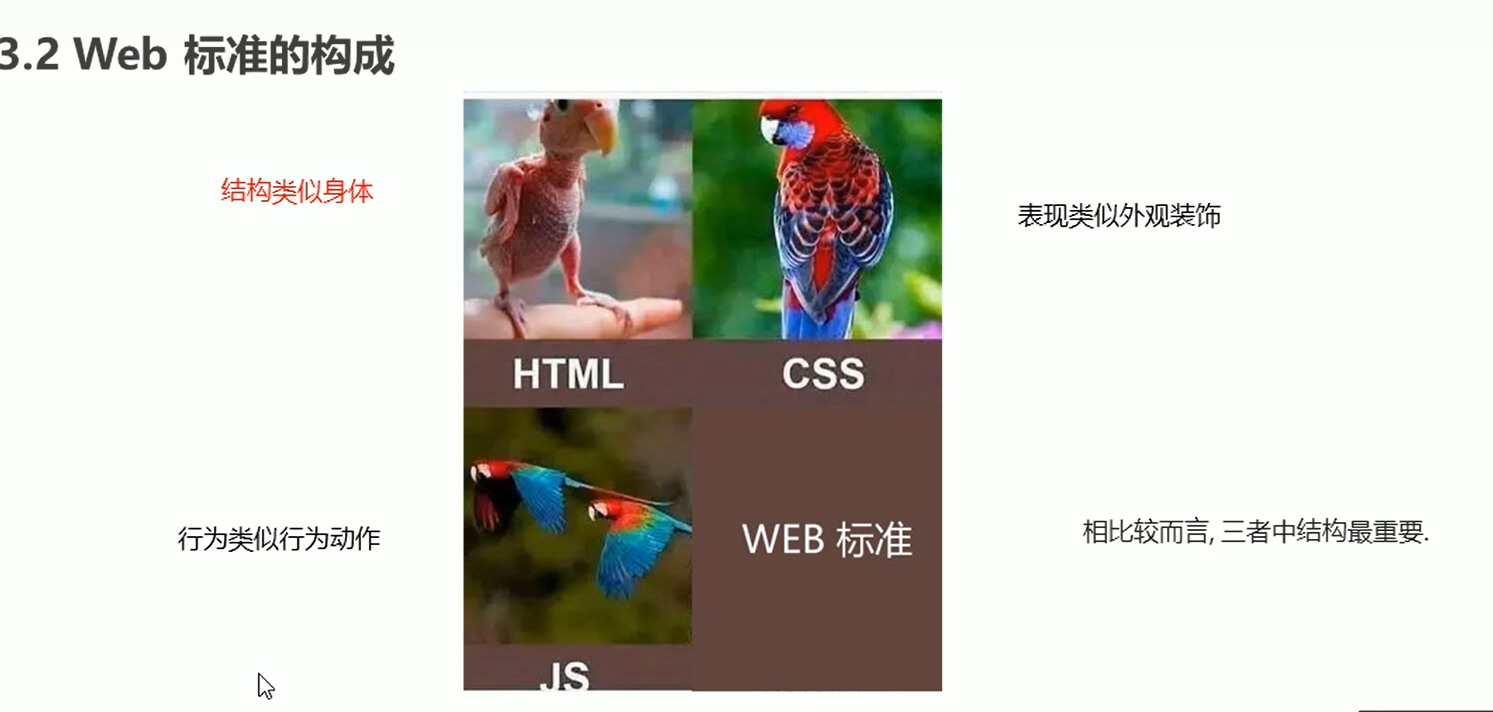 3.2 Web 标准的构成
结构类似身体
表现类似外观装饰
HTML
CSS
行为类似行为动作
WEB 标准
相比较而言, 三者中结构最重要.
JS